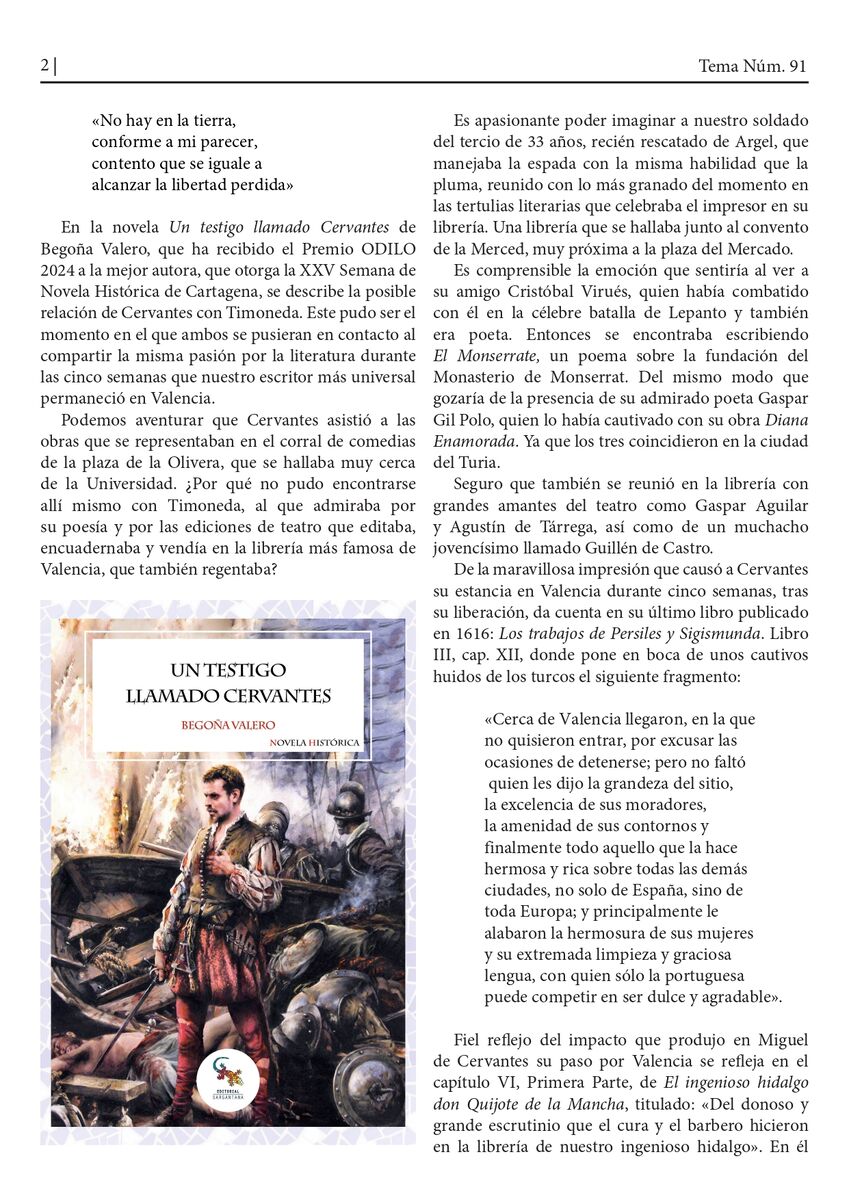 2 |
Tema Núm. 91
«No hay en la tierra,
conforme a mi parecer,
contento que se iguale a
alcanzar la libertad perdida»
En la novela Un testigo llamado Cervantes de
Begoña Valero, que ha recibido el Premio ODILO
2024 a la mejor autora, que otorga la XXV Semana de
Novela Histórica de Cartagena, se describe la posible
relación de Cervantes con Timoneda. Este pudo ser el
momento en el que ambos se pusieran en contacto al
compartir la misma pasión por la literatura durante
las cinco semanas que nuestro escritor más universal
permaneció en Valencia.
Podemos aventurar que Cervantes asistió a las
obras que se representaban en el corral de comedias
de la plaza de la Olivera, que se hallaba muy cerca
de la Universidad. ¿Por qué no pudo encontrarse
allí mismo con Timoneda, al que admiraba por
su poesía y por las ediciones de teatro que editaba,
encuadernaba y vendía en la librería más famosa de
Valencia, que también regentaba?
UN TESTIGO
LLAMADO CERVANTES
BEGOÑA VALERO
NOVELA HISTÓRICA
EDITORIAL
SARGANTANA
Es apasionante poder imaginar a nuestro soldado
del tercio de 33 años, recién rescatado de Argel, que
manejaba la espada con la misma habilidad que la
pluma, reunido con lo más granado del momento en
las tertulias literarias que celebraba el impresor en su
librería. Una librería que se hallaba junto al convento
de la Merced, muy próxima a la plaza del Mercado.
Es comprensible la emoción que sentiría al ver a
su amigo Cristóbal Virués, quien había combatido
con él en la célebre batalla de Lepanto y también
era poeta. Entonces se encontraba escribiendo
El Monserrate, un poema sobre la fundación del
Monasterio de Monserrat. Del mismo modo que
gozaría de la presencia de su admirado poeta Gaspar
Gil Polo, quien lo había cautivado con su obra Diana
Enamorada. Ya que los tres coincidieron en la ciudad
del Turia.
Seguro que también se reunió en la librería con
grandes amantes del teatro como Gaspar Aguilar
y Agustín de Tárrega, así como de un muchacho
jovencísimo llamado Guillén de Castro.
De la maravillosa impresión que causó a Cervantes
su estancia en Valencia durante cinco semanas, tras
su liberación, da cuenta en su último libro publicado
en 1616: Los trabajos de Persiles y Sigismunda. Libro
III, cap. XII, donde pone en boca de unos cautivos
huidos de los turcos el siguiente fragmento:
«Cerca de Valencia llegaron, en la que
no quisieron entrar, por excusar las
ocasiones de detenerse; pero no faltó
quien les dijo la grandeza del sitio,
la excelencia de sus moradores,
la amenidad de sus contornos y
finalmente todo aquello que la hace
hermosa y rica sobre todas las demás
ciudades, no solo de España, sino de
toda Europa; y principalmente le
alabaron la hermosura de sus mujeres
y su extremada limpieza y graciosa
lengua, con quien sólo la portuguesa
puede competir en ser dulce y agradable».
Fiel reflejo del impacto que produjo en Miguel
de Cervantes su paso por Valencia se refleja en el
capítulo VI, Primera Parte, de El ingenioso hidalgo
don Quijote de la Mancha, titulado: «Del donoso y
grande escrutinio que el cura y el barbero hicieron
en la librería de nuestro ingenioso hidalgo». En él